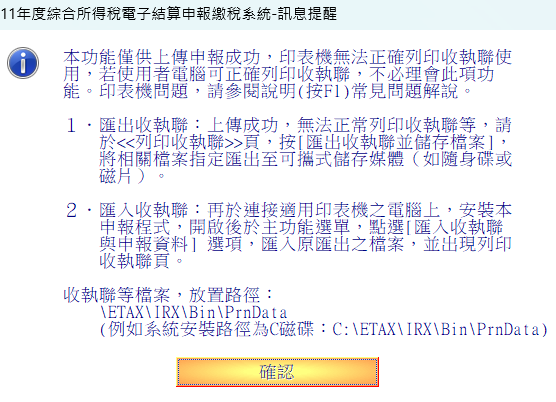 11年度綜合所得稅電子結算申報繳稅系統-訊息提醒
本功能僅供上傳申報成功，印表機無法正確列印收執聯使
用，若使用者電腦可正確列印收執聯，不必理會此項功
能。印表機問題，請參閱說明(按F1)常見問題解說。
１．匯出收執聯：上傳成功，無法正常列印收執聯等，請
於<<列印收執聯>>頁，按[匯出收執聯並儲存檔案]，
將相關檔案指定匯出至可攜式儲存媒體（如隨身碟或
磁片）。
２．匯入收執聯：再於連接適用印表機之電腦上，安裝本
申報程式，開啟後於主功能選單，點選[匯入收執聯
與申報資料] 選項，匯入原匯出之檔案，並出現列印
收執聯頁。
收執聯等檔案，放置路徑：
\ETAX\IRX\Bin\PrnData
(例如系統安裝路徑為C磁碟：C:\ETAX\IRX\Bin\PrnData)
確認